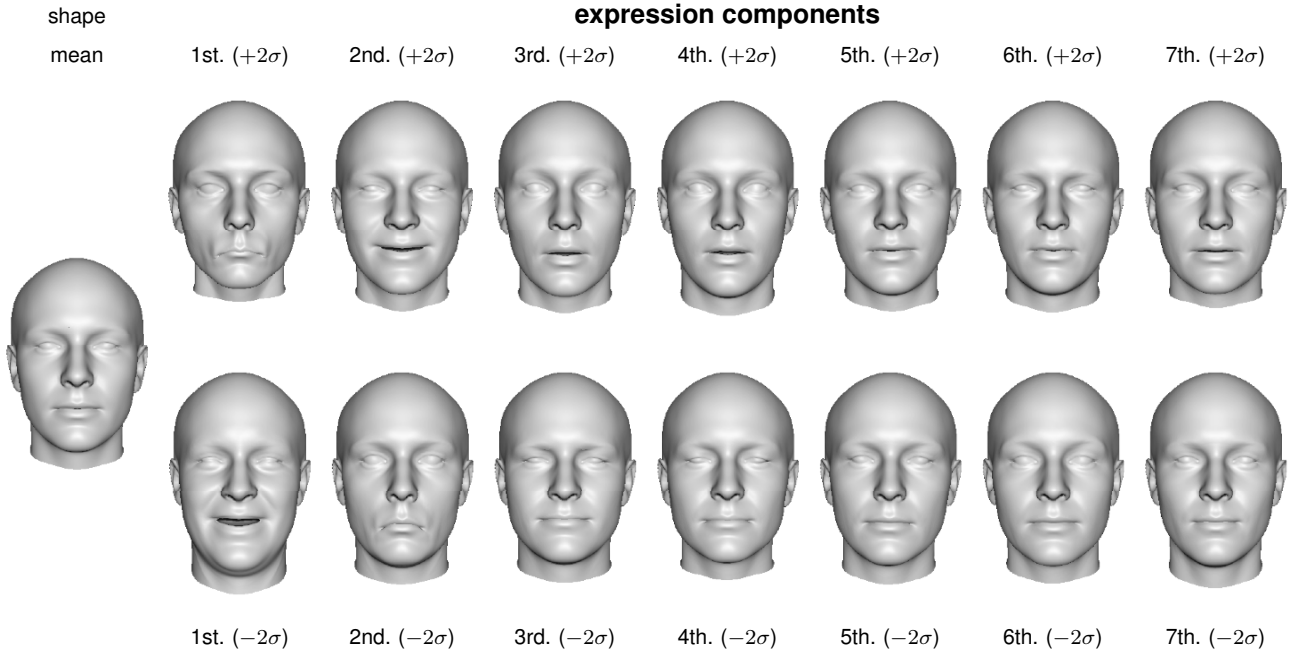 shape
expression components
mean
1st. (+2σ)
2nd. (+2σ)
3rd. (+2σ)
4th. (+2σ)
5th. (+2σ)
6th. (+2σ)
7th. (+2σ)
1st. (−2σ)
2nd. (−2σ)
3rd. (−2σ)
4th. (−2σ)
5th. (−2σ)
6th. (−2σ)
7th. (−2σ)